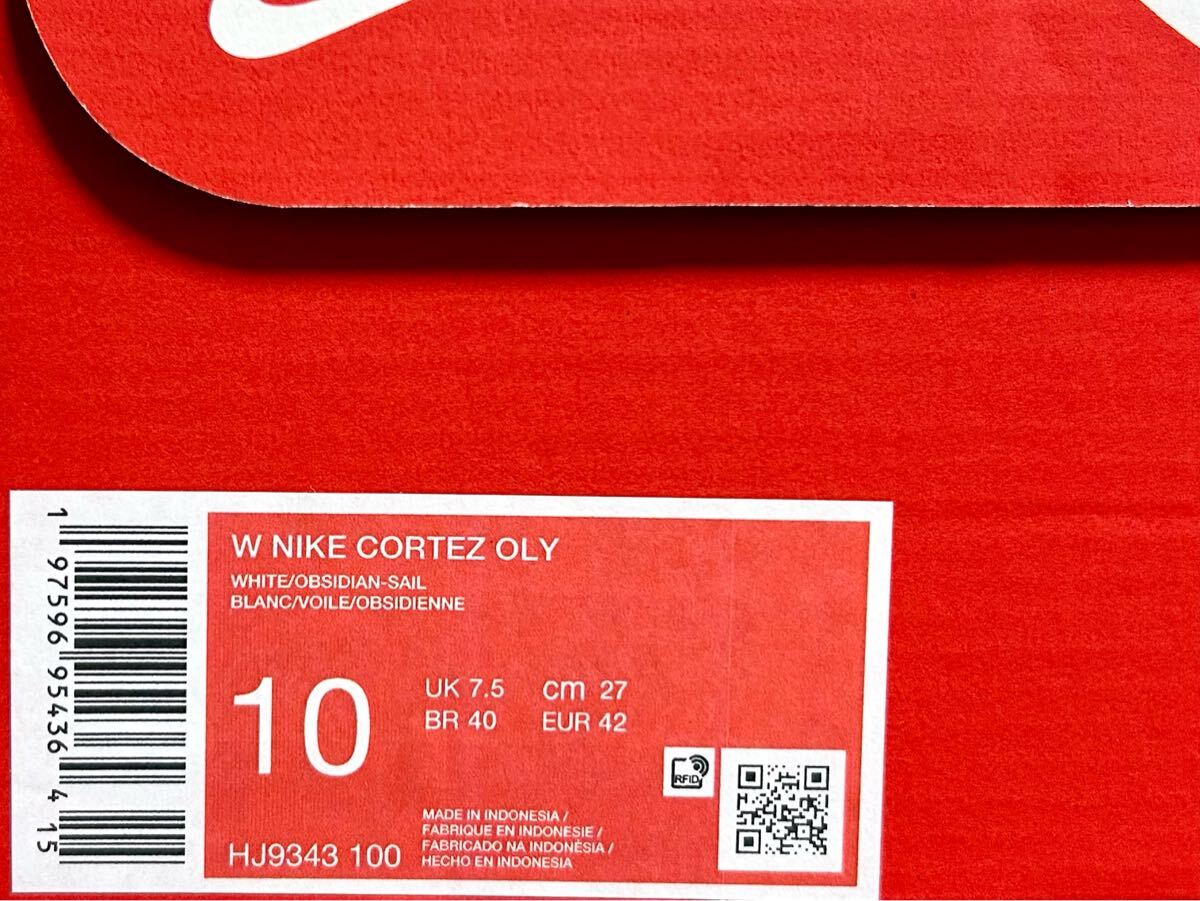 1 97596 95436 4 15
W NIKE CORTEZ OLY
WHITE/OBSIDIAN-SAIL
BLANC/VOILE/OBSIDIENNE
10
UK 7.5 cm 27
BR 40 EUR 42
RFID
MADE IN INDONESIA /
FABRIQUE EN INDONESIE /
FABRICADO NA INDONÈSIA /
HECHO EN INDONESIA
HJ9343 100